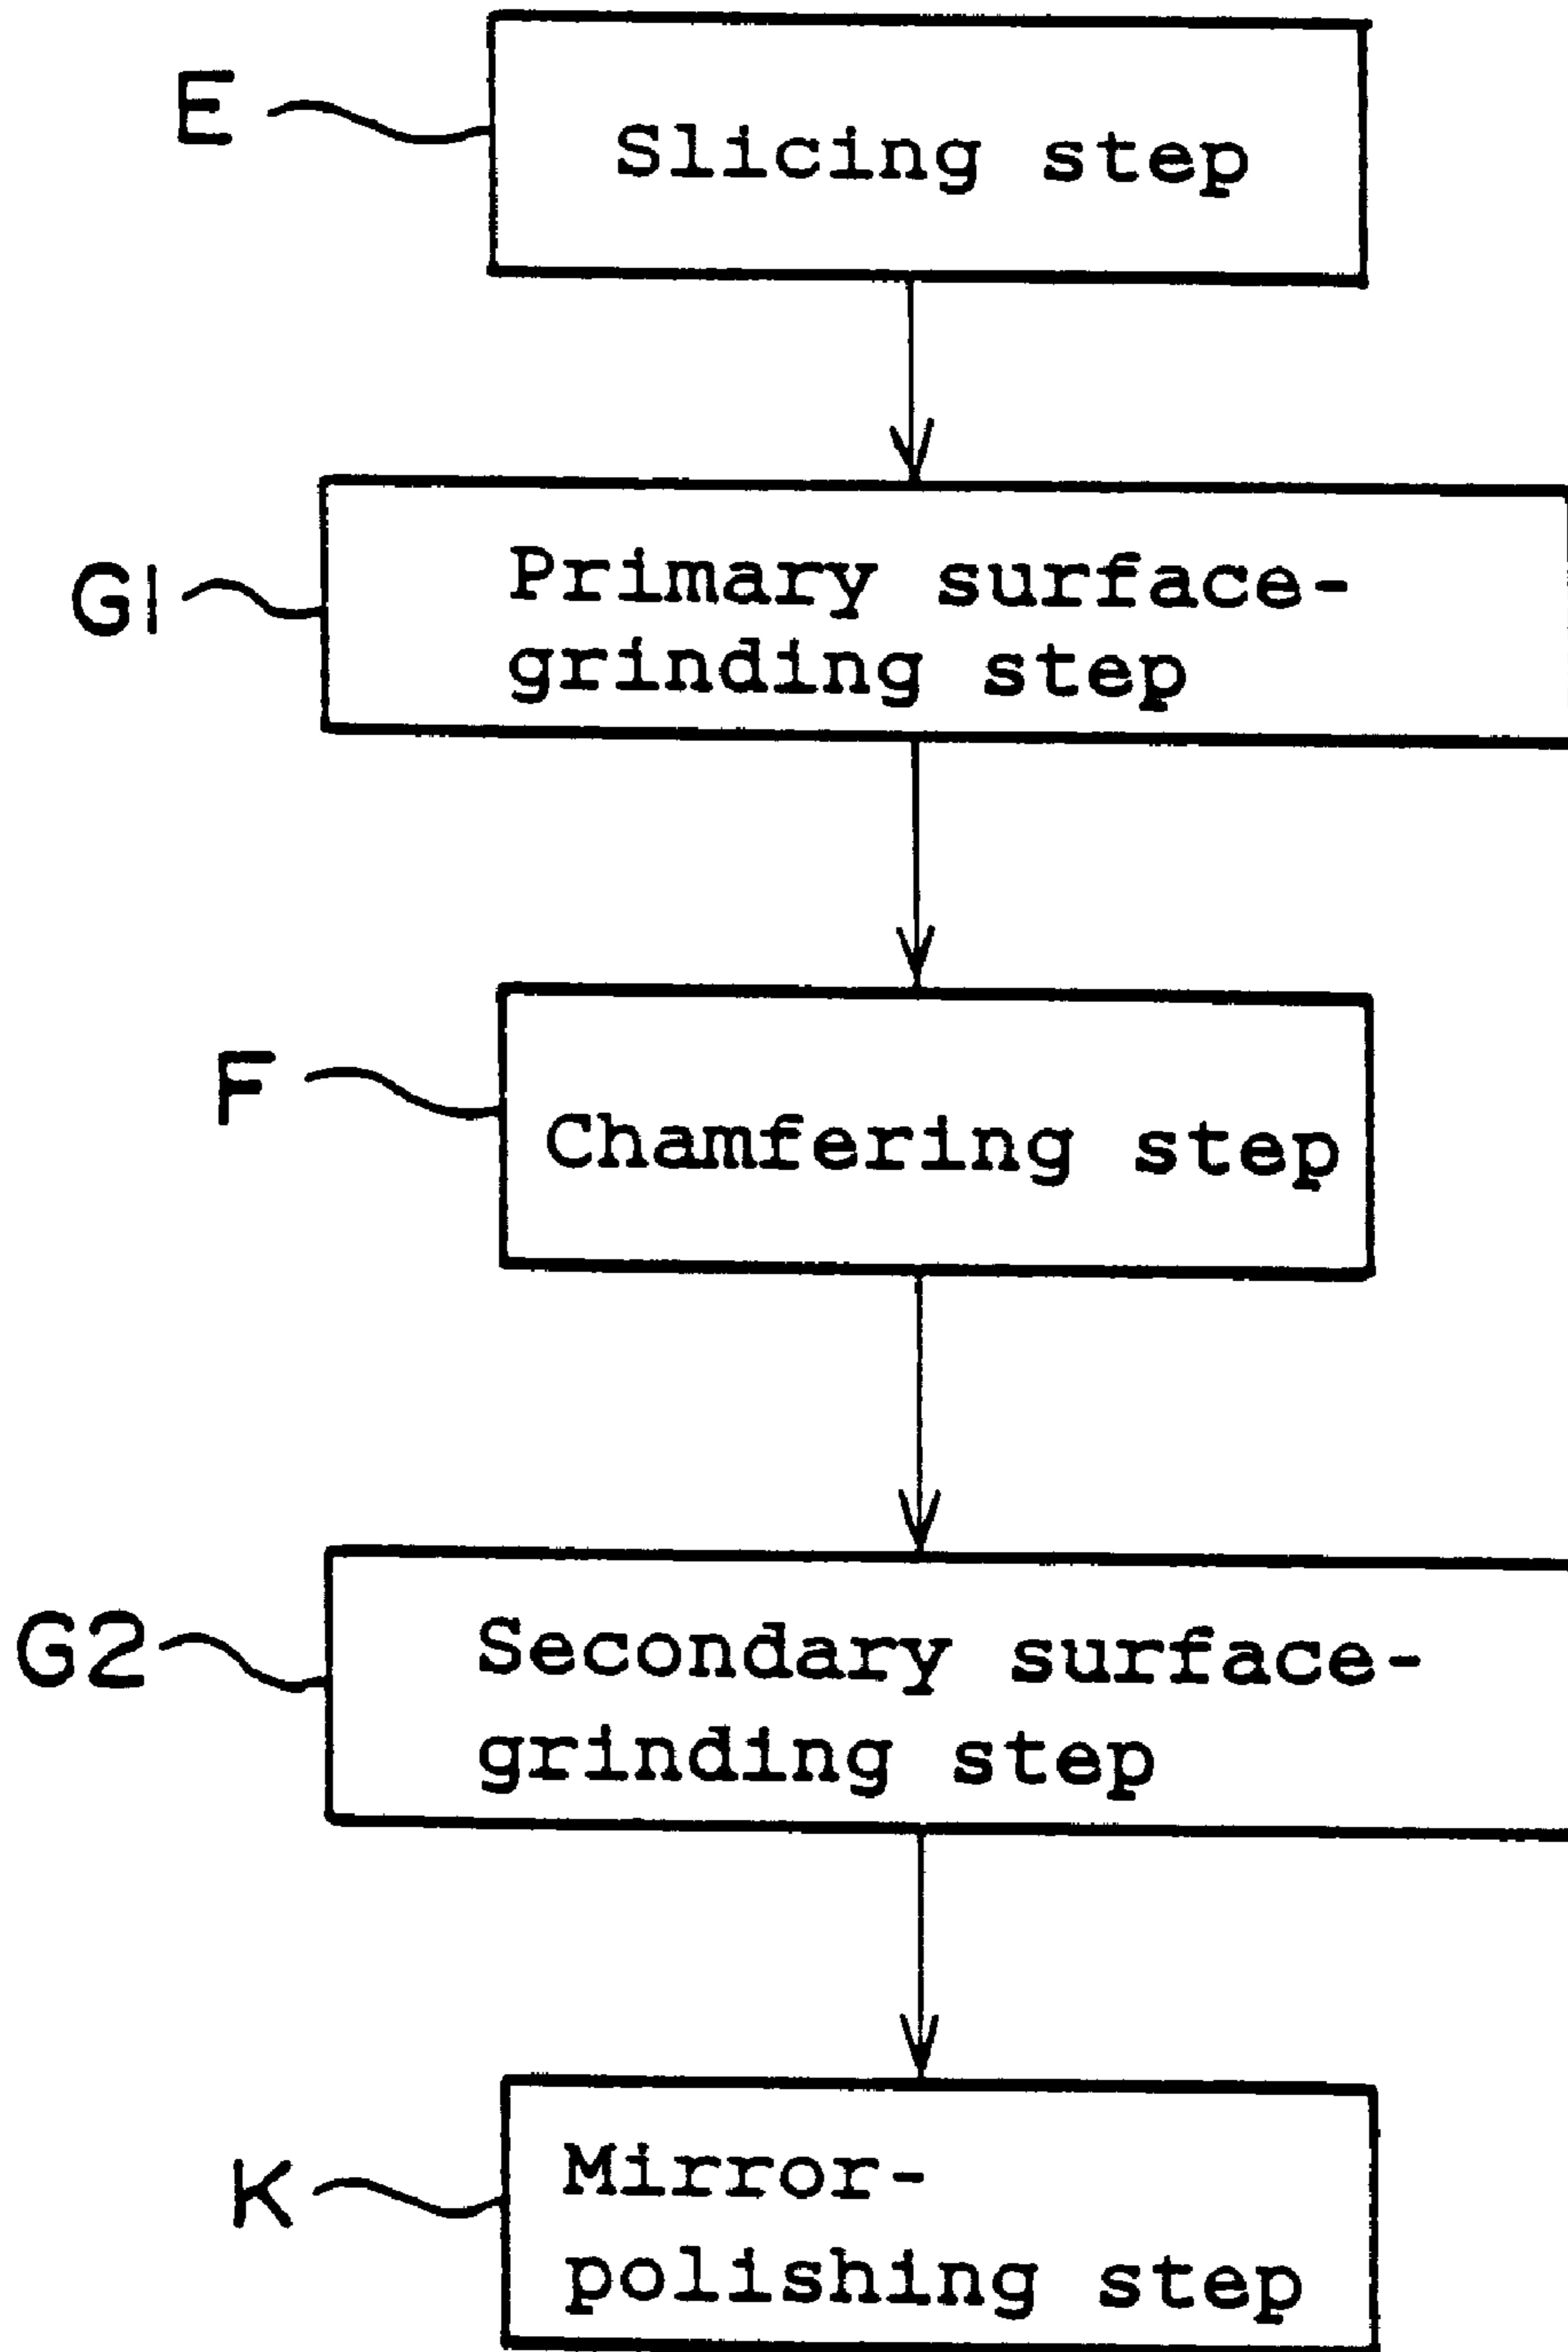 E
Slicing step
G1
Primary surface-
grinding step
F
Chamfering step
G2
Secondary surface-
grinding step
K
Mirror-
polishing step